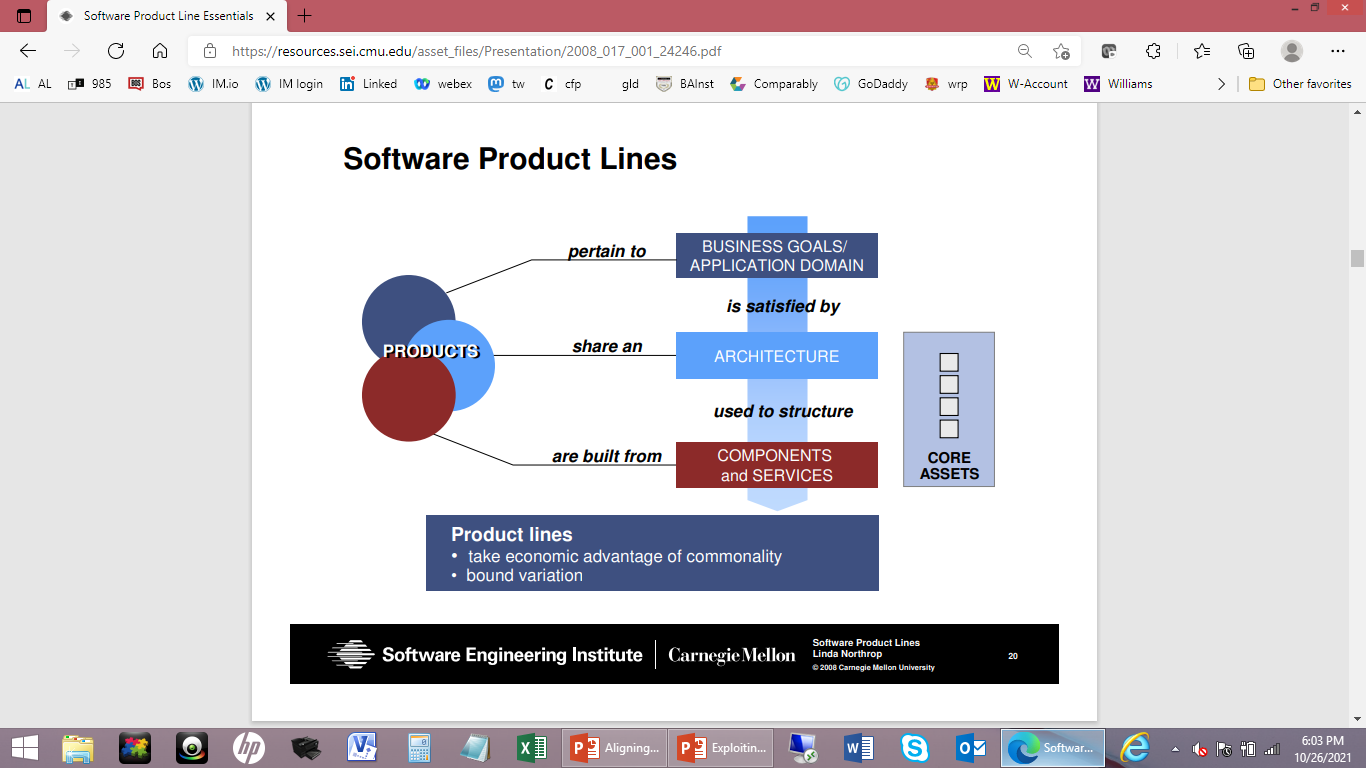 Software Product Line Essentials
https://resources.sei.cmu.edu/asset_files/Presentation/2008_017_001_24246.pdf
AL AL 985 BGS Bos IM.io IM login Linked webex tw C cfp gld BAInst Comparably GoDaddy wrp W W-Account W Williams Other favorites
Software Product Lines
pertain to
BUSINESS GOALS/
APPLICATION DOMAIN
is satisfied by
PRODUCTS
share an
ARCHITECTURE
used to structure
are built from
COMPONENTS
and SERVICES
CORE
ASSETS
Product lines
• take economic advantage of commonality
• bound variation
Software Engineering Institute
Carnegie Mellon
Software Product Lines
Linda Northrop
© 2008 Carnegie Mellon University
20
Aligning...
Exploitin...
Softwar...
6:03 PM
10/26/2021